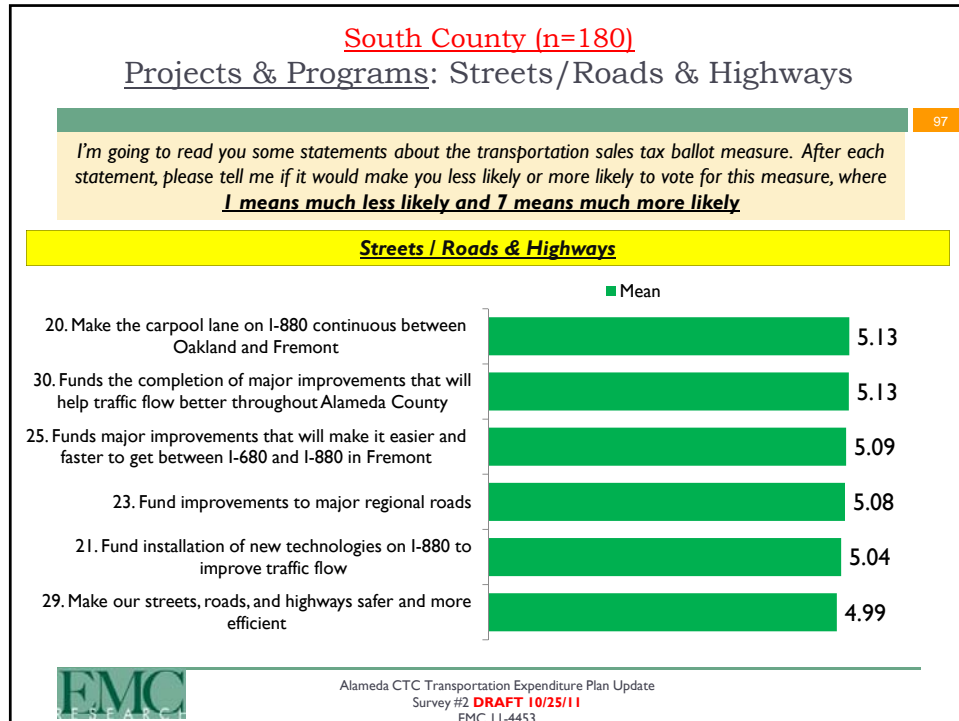 South County (n=180)
Projects & Programs: Streets/Roads & Highways
97
I'm going to read you some statements about the transportation sales tax ballot measure. After each
statement, please tell me if it would make you less likely or more likely to vote for this measure, where
1 means much less likely and 7 means much more likely
Streets / Roads & Highways
Mean
20. Make the carpool lane on I-880 continuous between
Oakland and Fremont
5.13
30. Funds the completion of major improvements that will
help traffic flow better throughout Alameda County
5.13
25. Funds major improvements that will make it easier and
faster to get between I-680 and I-880 in Fremont
5.09
23. Fund improvements to major regional roads
5.08
21. Fund installation of new technologies on I-880 to
improve traffic flow
5.04
29. Make our streets, roads, and highways safer and more
efficient
4.99
EMC
RESEARCH
Alameda CTC Transportation Expenditure Plan Update
Survey #2 DRAFT 10/25/11
EMC 11-4453